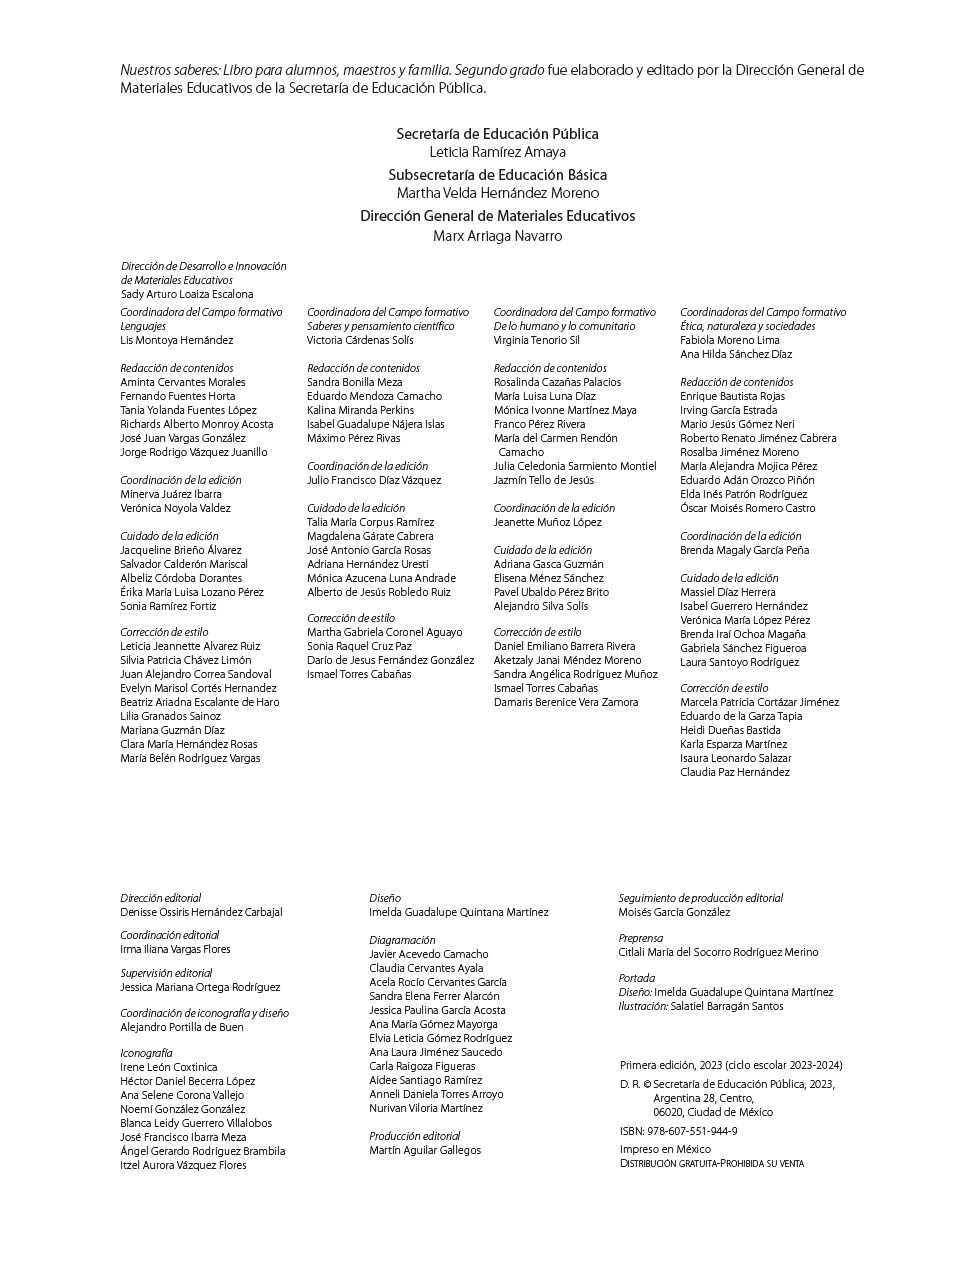 Nuestros saberes: Libro para alumnos, maestros y familia. Segundo grado fue elaborado y editado por la Dirección General de
Materiales Educativos de la Secretaría de Educación Pública.
Secretaría de Educación Pública
Leticia Ramírez Amaya
Subsecretaría de Educación Básica
Martha Velda Hernández Moreno
Dirección General de Materiales Educativos
Marx Arriaga Navarro
Dirección de Desarrollo e Innovación
de Materiales Educativos
Sady Arturo Loaiza Escalona
Coordinadora del Campo formativo
Lenguajes
Lis Montoya Hernández
Redacción de contenidos
Aminta Cervantes Morales
Fernando Fuentes Horta
Tania Yolanda Fuentes López
Richards Alberto Monroy Acosta
José Juan Vargas González
Jorge Rodrigo Vázquez Juanillo
Coordinación de la edición
Minerva Juárez Ibarra
Verónica Noyola Valdez
Cuidado de la edición
Jacqueline Brieño Álvarez
Salvador Calderón Mariscal
Albeliz Córdoba Dorantes
Érika María Luisa Lozano Pérez
Sonia Ramírez Fortiz
Corrección de estilo
Leticia Jeannette Alvarez Ruiz
Silvia Patricia Chávez Limón
Juan Alejandro Correa Sandoval
Evelyn Marisol Cortés Hernandez
Beatriz Ariadna Escalante de Haro
Lilia Granados Sainoz
Mariana Guzmán Díaz
Clara María Hernández Rosas
María Belén Rodríguez Vargas
Coordinadora del Campo formativo
Saberes y pensamiento científico
Victoria Cárdenas Solís
Redacción de contenidos
Sandra Bonilla Meza
Eduardo Mendoza Camacho
Kalina Miranda Perkins
Isabel Guadalupe Nájera Islas
Máximo Pérez Rivas
Coordinación de la edición
Julio Francisco Díaz Vázquez
Cuidado de la edición
Talia María Corpus Ramírez
Magdalena Gárate Cabrera
José Antonio García Rosas
Adriana Hernández Uresti
Mónica Azucena Luna Andrade
Alberto de Jesús Robledo Ruiz
Corrección de estilo
Martha Gabriela Coronel Aguayo
Sonia Raquel Cruz Paz
Darío de Jesus Fernández González
Ismael Torres Cabañas
Coordinadora del Campo formativo
De lo humano y lo comunitario
Virginia Tenorio Sil
Redacción de contenidos
Rosalinda Cazañas Palacios
María Luisa Luna Díaz
Mónica Ivonne Martínez Maya
Franco Pérez Rivera
María del Carmen Rendón
Camacho
Julia Celedonia Sarmiento Montiel
Jazmín Tello de Jesús
Coordinación de la edición
Jeanette Muñoz López
Cuidado de la edición
Adriana Gasca Guzmán
Elisena Ménez Sánchez
Pavel Ubaldo Pérez Brito
Alejandro Silva Solís
Corrección de estilo
Daniel Emiliano Barrera Rivera
Aketzaly Janai Méndez Moreno
Sandra Angélica Rodríguez Muñoz
Ismael Torres Cabañas
Damaris Berenice Vera Zamora
Coordinadoras del Campo formativo
Ética, naturaleza y sociedades
Fabiola Moreno Lima
Ana Hilda Sánchez Díaz
Redacción de contenidos
Enrique Bautista Rojas
Irving García Estrada
Mario Jesús Gómez Neri
Roberto Renato Jiménez Cabrera
Rosalba Jiménez Moreno
María Alejandra Mojica Pérez
Eduardo Adán Orozco Piñón
Elda Inés Patrón Rodríguez
Óscar Moisés Romero Castro
Coordinación de la edición
Brenda Magaly García Peña
Cuidado de la edición
Massiel Díaz Herrera
Isabel Guerrero Hernández
Verónica María López Pérez
Brenda Iraí Ochoa Magaña
Gabriela Sánchez Figueroa
Laura Santoyo Rodríguez
Corrección de estilo
Marcela Patricia Cortázar Jiménez
Eduardo de la Garza Tapia
Heidi Dueñas Bastida
Karla Esparza Martínez
Isaura Leonardo Salazar
Claudia Paz Hernández
Dirección editorial
Denisse Ossiris Hernández Carbajal
Coordinación editorial
Irma Iliana Vargas Flores
Supervisión editorial
Jessica Mariana Ortega Rodríguez
Coordinación de iconografía y diseño
Alejandro Portilla de Buen
Iconografía
Irene León Coxtinica
Héctor Daniel Becerra López
Ana Selene Corona Vallejo
Noemí González González
Blanca Leidy Guerrero Villalobos
José Francisco Ibarra Meza
Ángel Gerardo Rodríguez Brambila
Itzel Aurora Vázquez Flores
Diseño
Imelda Guadalupe Quintana Martínez
Diagramación
Javier Acevedo Camacho
Claudia Cervantes Ayala
Acela Rocío Cervantes García
Sandra Elena Ferrer Alarcón
Jessica Paulina García Acosta
Ana María Gómez Mayorga
Elvia Leticia Gómez Rodríguez
Ana Laura Jiménez Saucedo
Carla Raigoza Figueras
Aidee Santiago Ramírez
Anneli Daniela Torres Arroyo
Nurivan Viloria Martínez
Producción editorial
Martín Aguilar Gallegos
Seguimiento de producción editorial
Moisés García González
Preprensa
Citlali María del Socorro Rodríguez Merino
Portada
Diseño: Imelda Guadalupe Quintana Martínez
Ilustración: Salatiel Barragán Santos
Primera edición, 2023 (ciclo escolar 2023-2024)
D. R. © Secretaría de Educación Pública, 2023,
Argentina 28, Centro,
06020, Ciudad de México
ISBN: 978-607-551-944-9
Impreso en México
DISTRIBUCIÓN GRATUITA-PROHIBIDA SU VENTA